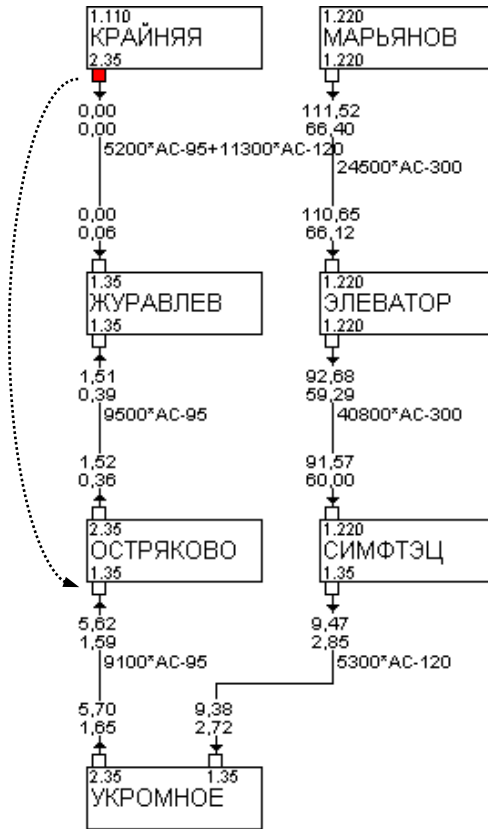 1.110
КРАЙНЯЯ
2.35
0,00
0,00
5200*АС-95+11300*АС-120
0,00
0,06
1.35
ЖУРАВЛЕВ
1.35
1,51
0,39
9500*АС-95
1,52
0,36
2.35
ОСТРЯКОВО
1.35
5,62
1,59
9100*АС-95
5,70
1,65
2.35 1.35
УКРОМНОЕ
1.220
МАРЬЯНОВ
1.220
111,52
66,40
24500*АС-300
110,65
66,12
1.220
ЭЛЕВАТОР
1.220
92,68
59,29
40800*АС-300
91,57
60,00
1.220
СИМФТЭЦ
1.35
9,47
2,85
5300*АС-120
9,38
2,72